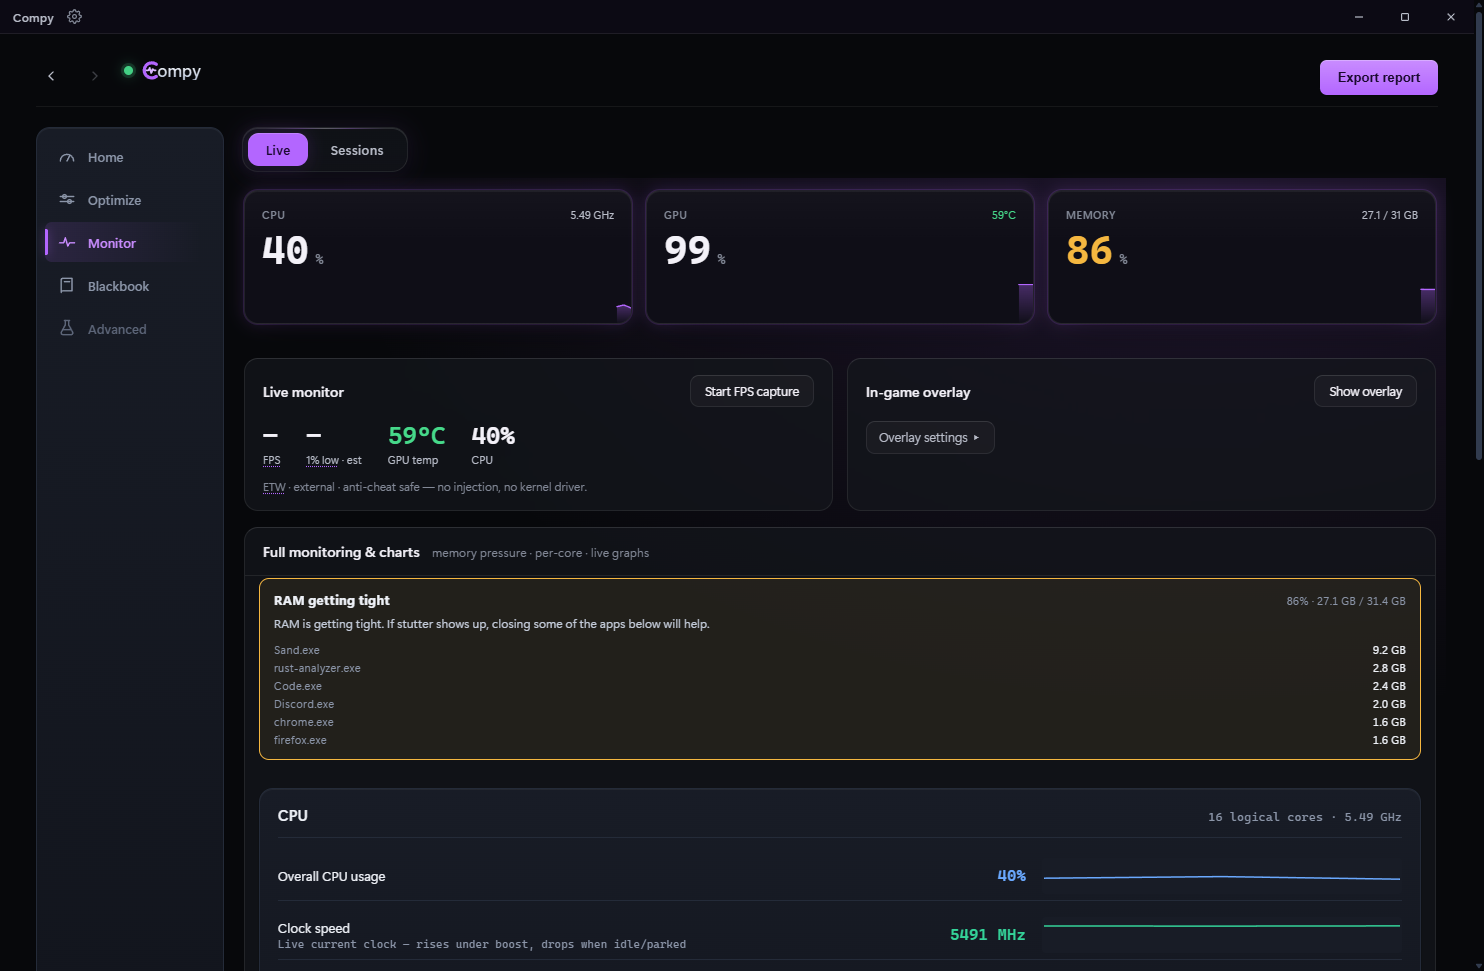 Compy
Compy
Export report
Home
Optimize
Monitor
Blackbook
Advanced
Live
Sessions
CPU
5.49 GHz
40 %
GPU
59°C
99 %
MEMORY
27.1 / 31 GB
86 %
Live monitor
Start FPS capture
— — 59°C 40%
FPS 1% low · est GPU temp CPU
ETW · external · anti-cheat safe — no injection, no kernel driver.
In-game overlay
Show overlay
Overlay settings ▸
Full monitoring & charts memory pressure · per-core · live graphs
RAM getting tight 86% · 27.1 GB / 31.4 GB
RAM is getting tight. If stutter shows up, closing some of the apps below will help.
Sand.exe 9.2 GB
rust-analyzer.exe 2.8 GB
Code.exe 2.4 GB
Discord.exe 2.0 GB
chrome.exe 1.6 GB
firefox.exe 1.6 GB
CPU 16 logical cores · 5.49 GHz
Overall CPU usage 40%
Clock speed 5491 MHz
Live current clock — rises under boost, drops when idle/parked